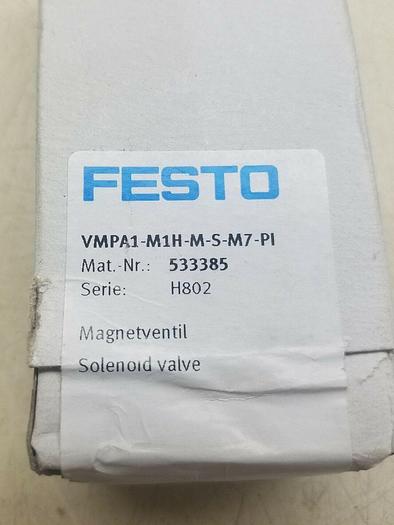 FESTO
VMPA1-M1H-M-S-M7-PI
Mat.-Nr.: 533385
Serie: H802
Magnetventil
Solenoid valve